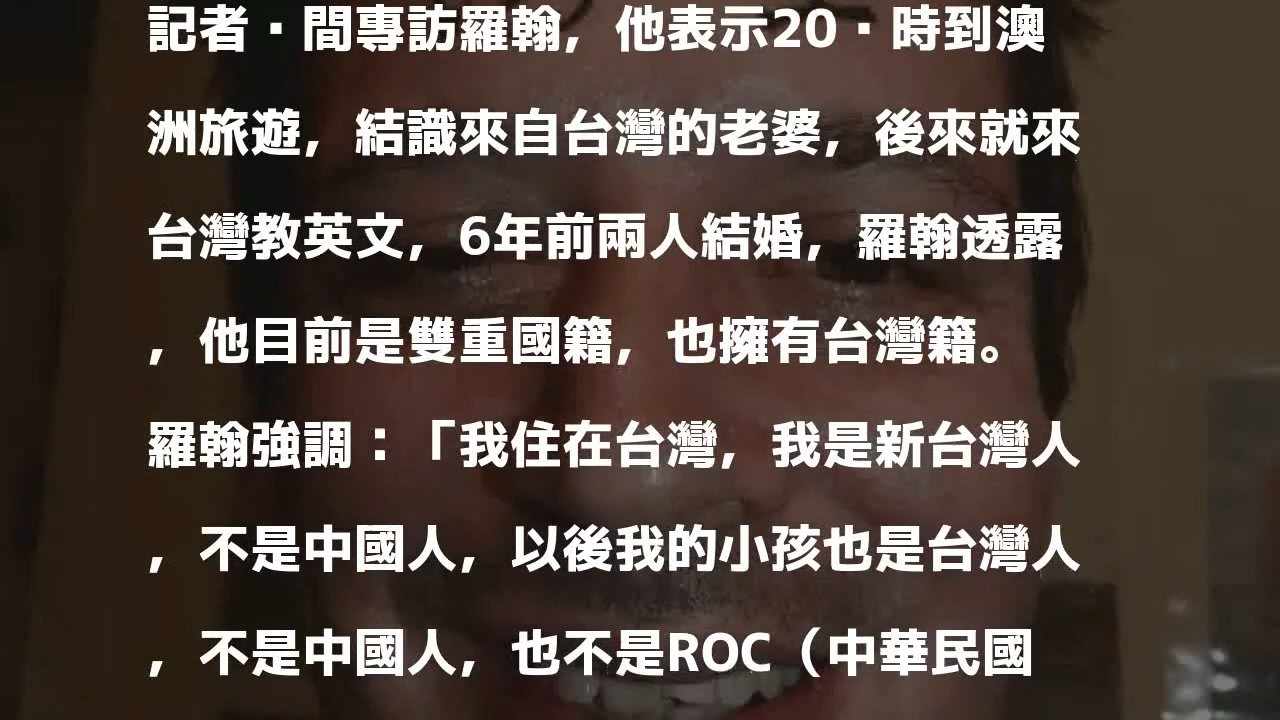 記者·間專訪羅翰，他表示20·時到澳
洲旅遊，結識來自台灣的老婆，後來就來
台灣教英文，6年前兩人結婚，羅翰透露
，他目前是雙重國籍，也擁有台灣籍。
羅翰強調：「我住在台灣，我是新台灣人
，不是中國人，以後我的小孩也是台灣人
，不是中國人，也不是ROC（中華民國